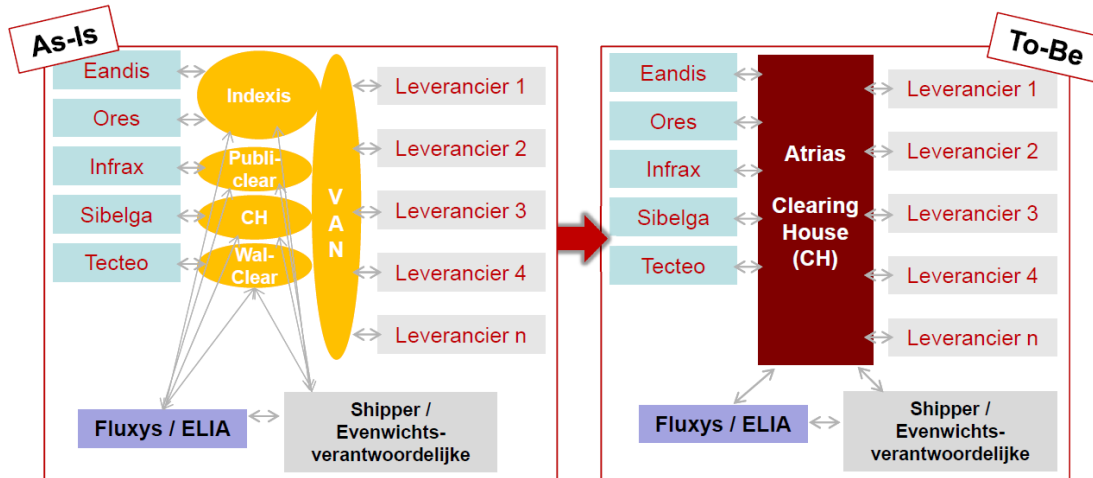 As-Is
Eandis
Ores
Infrax
Sibelga
Tecteo
Indexis
Publi-
clear
CH
Wal-
Clear
V
A
N
Leverancier 1
Leverancier 2
Leverancier 3
Leverancier 4
Leverancier n
Fluxys / ELIA
Shipper /
Evenwichts-
verantwoordelijke
To-Be
Eandis
Ores
Infrax
Sibelga
Tecteo
Atrias
Clearing
House
(CH)
Leverancier 1
Leverancier 2
Leverancier 3
Leverancier 4
Leverancier n
Fluxys / ELIA
Shipper /
Evenwichts-
verantwoordelijke